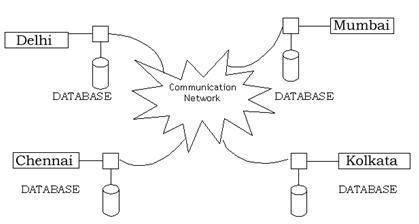 Delhi
Mumbai
DATABASE
DATABASE
Communication
Network
Chennai
Kolkata
DATABASE
DATABASE